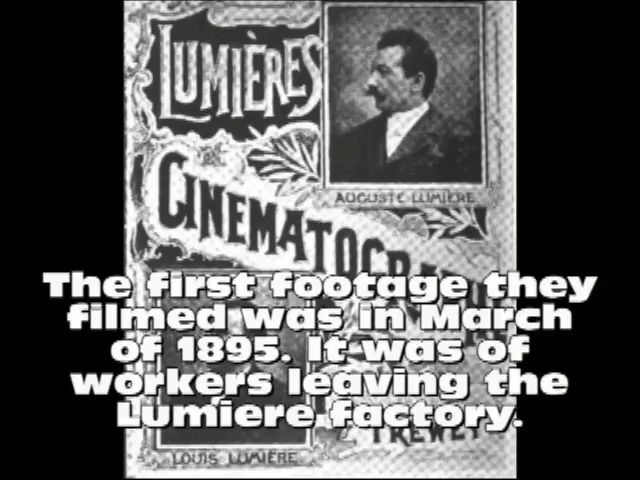 LUMIÈRES
CINEMATOGRAPH
AUGUSTE LUMIÈRE
The first footage they
filmed was in March
of 1895. It was of
workers leaving the
Lumiere factory.
TREWEY
LOUIS LUMIÈRE